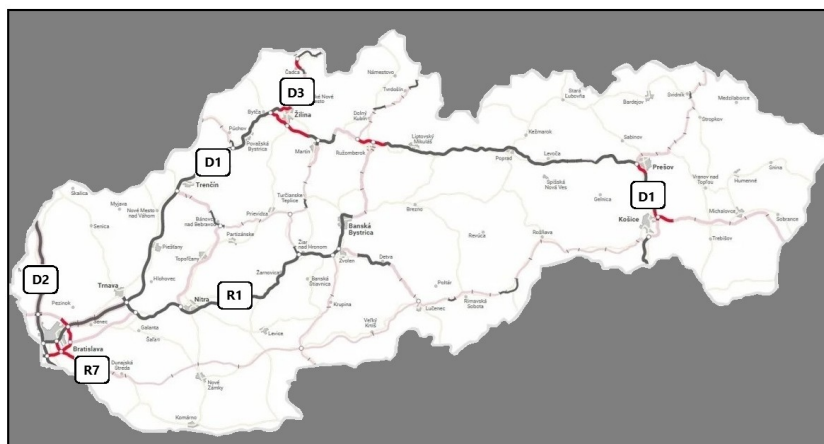 Čadca
D3
Námestovo
Tvrdošín
Bytča
Žilina
Dolný
Kubín
Púchov
Považská
Bystrica
Martin
Ružomberok
Liptovský
Mikuláš
D1
Trenčín
Turčianske
Teplice
Stará
Ľubovňa
Bardejov
Svidník
Stropkov
Medzilaborce
Kežmarok
Sabinov
Poprad
Levoča
Prešov
Spišská
Nová Ves
Gelnica
D1
Vranov nad
Topľou
Humenné
Snina
Košice
Michalovce
Sobrance
Trebišov
Skalica
Myjava
Senica
Nové Mesto
nad Váhom
Bánovce
nad Bebravou
Prievidza
Partizánske
Topoľčany
Piešťany
Hlohovec
Banská
Bystrica
Brezno
Žiar
nad Hronom
Zvolen
Detva
Žarnovica
Banská
Štiavnica
Krupina
Revúca
Rožňava
Poltár
Rimavská
Sobota
Lučenec
Veľký
Krtíš
D2
Pezinok
Trnava
R1
Nitra
Senec
Galanta
Šaľa
Levice
Bratislava
R7
Dunajská
Streda
Nové
Zámky
Komárno